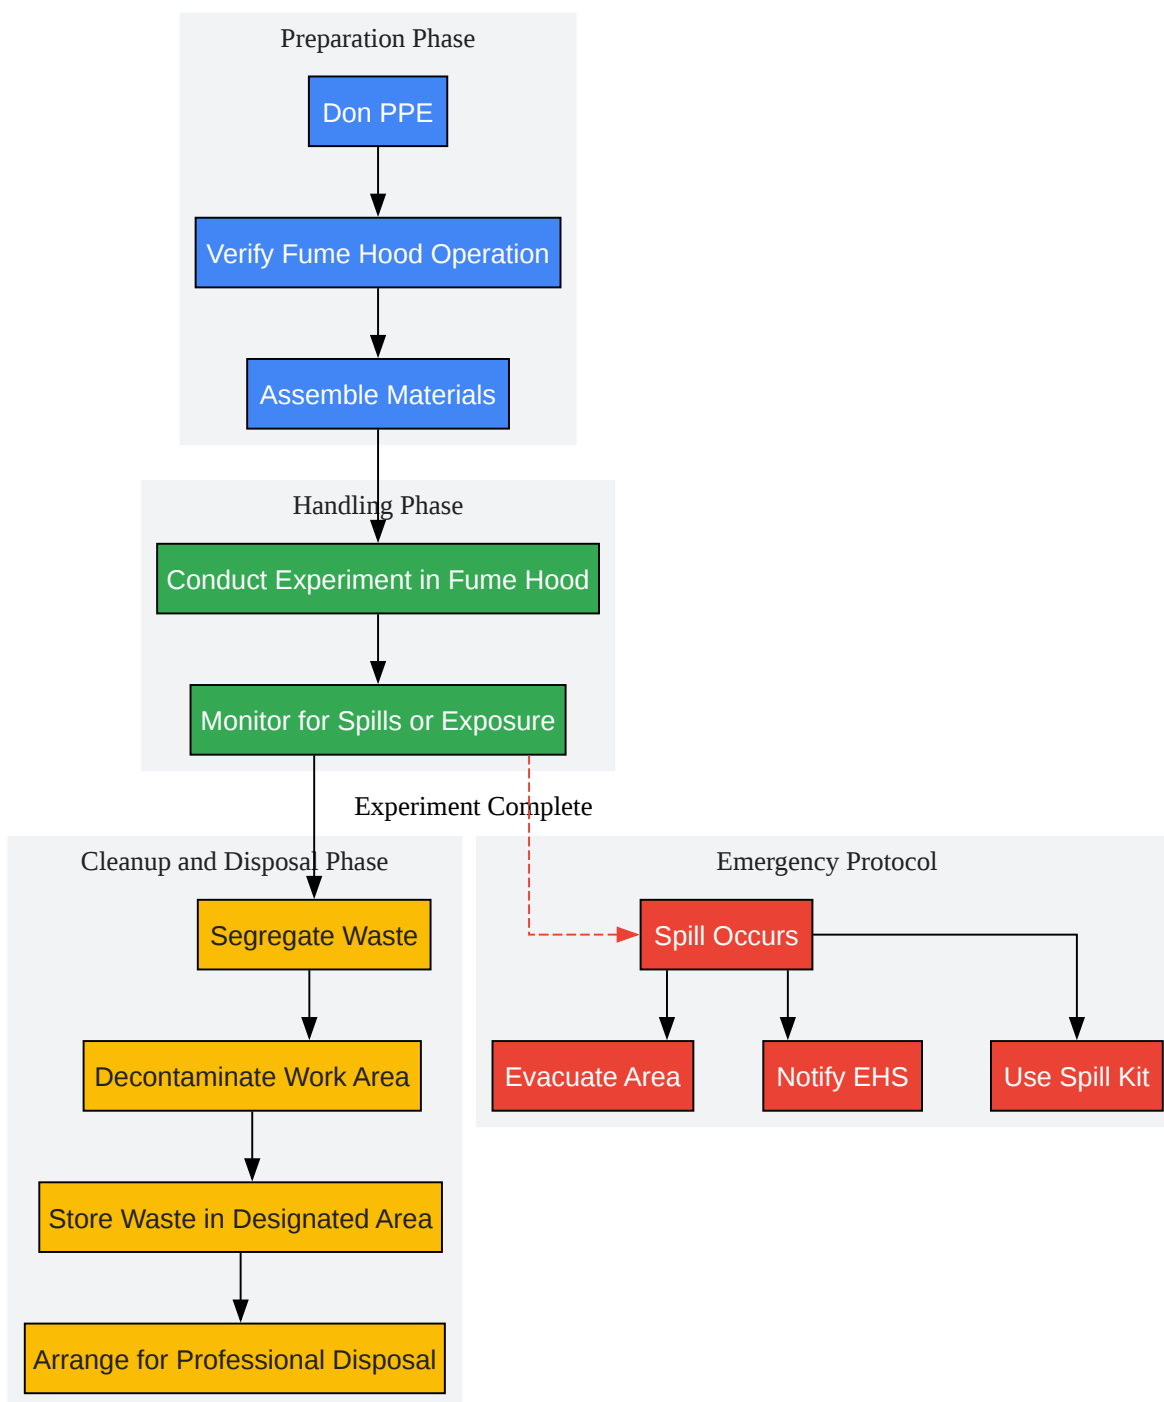 Preparation Phase
Don PPE
Verify Fume Hood Operation
Assemble Materials
Handling Phase
Conduct Experiment in Fume Hood
Monitor for Spills or Exposure
Experiment Complete
Cleanup and Disposal Phase
Segregate Waste
Decontaminate Work Area
Store Waste in Designated Area
Arrange for Professional Disposal
Emergency Protocol
Spill Occurs
Evacuate Area
Notify EHS
Use Spill Kit